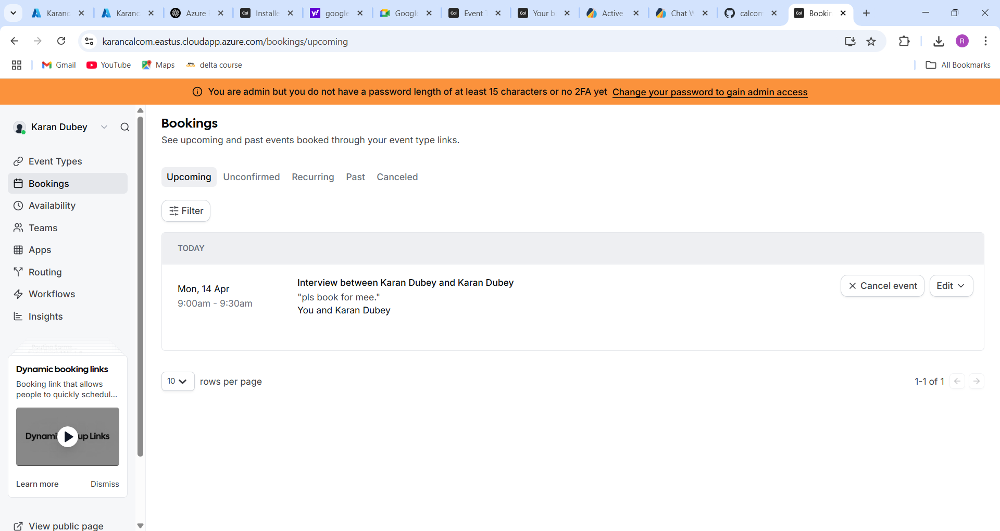 Karanc
Karanc
Azure
Installe
google
Google
Event T
Your b
Active
Chat W
calcom
Bookin
karancalcom.eastus.cloudapp.azure.com/bookings/upcoming
R
Gmail
YouTube
Maps
delta course
All Bookmarks
You are admin but you do not have a password length of at least 15 characters or no 2FA yet Change your password to gain admin access
Karan Dubey
Event Types
Bookings
Availability
Teams
Apps
Routing
Workflows
Insights
Dynamic booking links
Booking link that allows
people to quickly schedul...
Dynami
up Links
Learn more
Dismiss
View public page
Bookings
See upcoming and past events booked through your event type links.
Upcoming
Unconfirmed
Recurring
Past
Canceled
Filter
TODAY
Mon, 14 Apr
9:00am - 9:30am
Interview between Karan Dubey and Karan Dubey
"pls book for mee."
You and Karan Dubey
Cancel event
Edit
10
rows per page
1-1 of 1